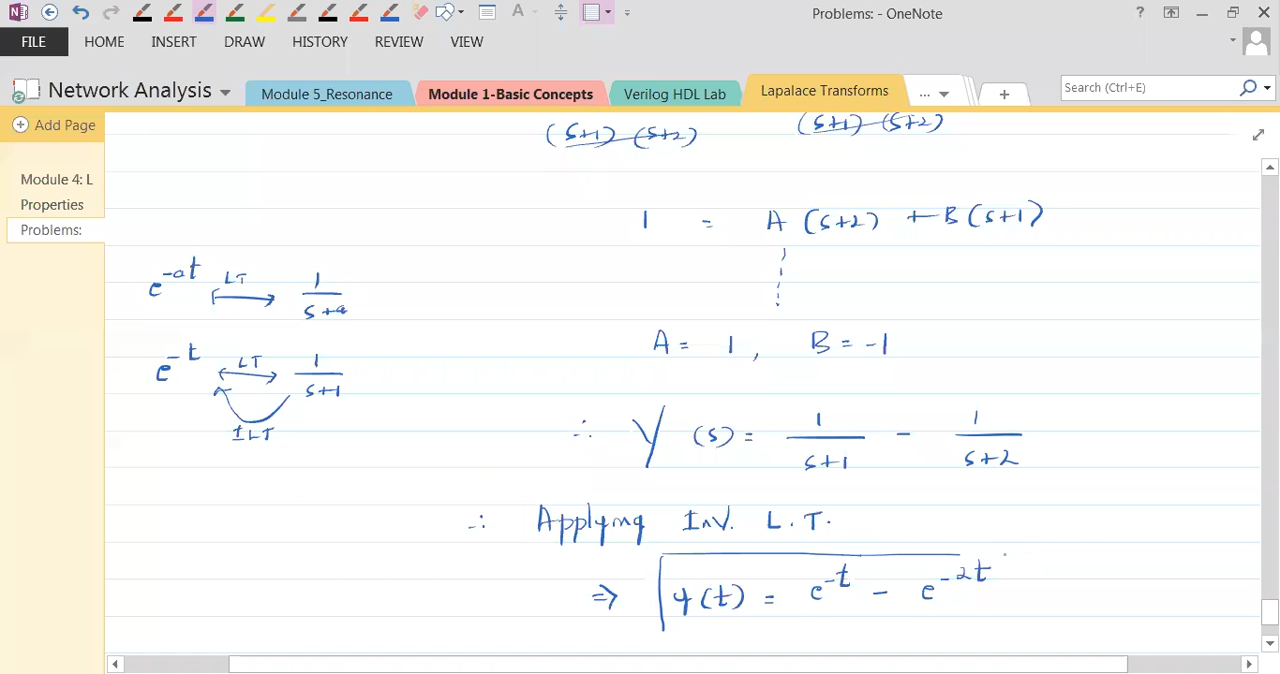 Problems: - OneNote
FILE HOME INSERT DRAW HISTORY REVIEW VIEW
Network Analysis Module 5_Resonance Module 1-Basic Concepts Verilog HDL Lab Lapalace Transforms ... Search (Ctrl+E)
Add Page
Module 4: L
Properties
Problems:
(s+1) (s+2) (s+1) (s+2)
1 = A (s+2) + B (s+1)
e^-at LT 1/(s+a)
A = 1, B = -1
e^-t LT 1/(s+1)
ILT
∴ Y (s) = 1/(s+1) - 1/(s+2)
∴ Applying Inv. L.T.
⇒ y(t) = e^-t - e^-2t